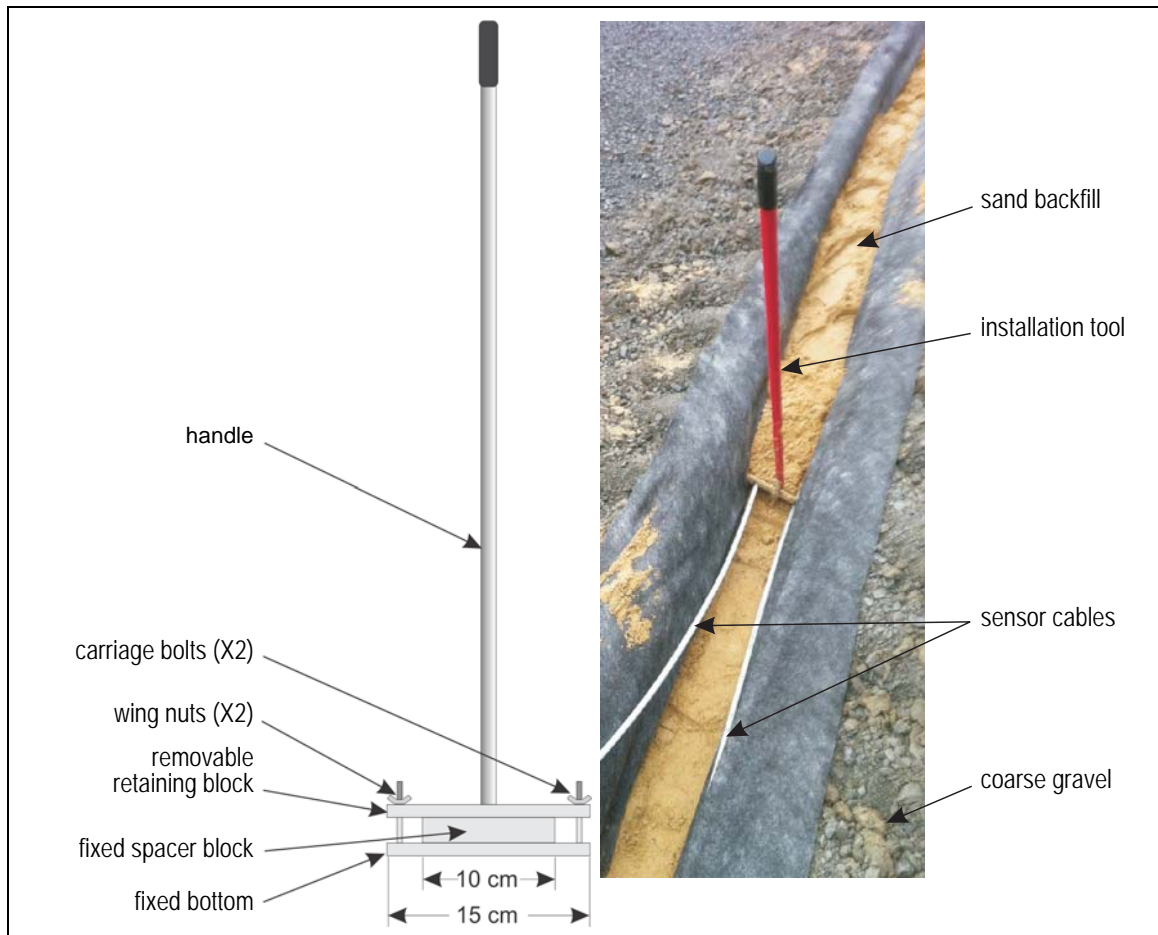 handle
carriage bolts (X2)
wing nuts (X2)
removable
retaining block
fixed spacer block
fixed bottom
10 cm
15 cm
sand backfill
installation tool
sensor cables
coarse gravel